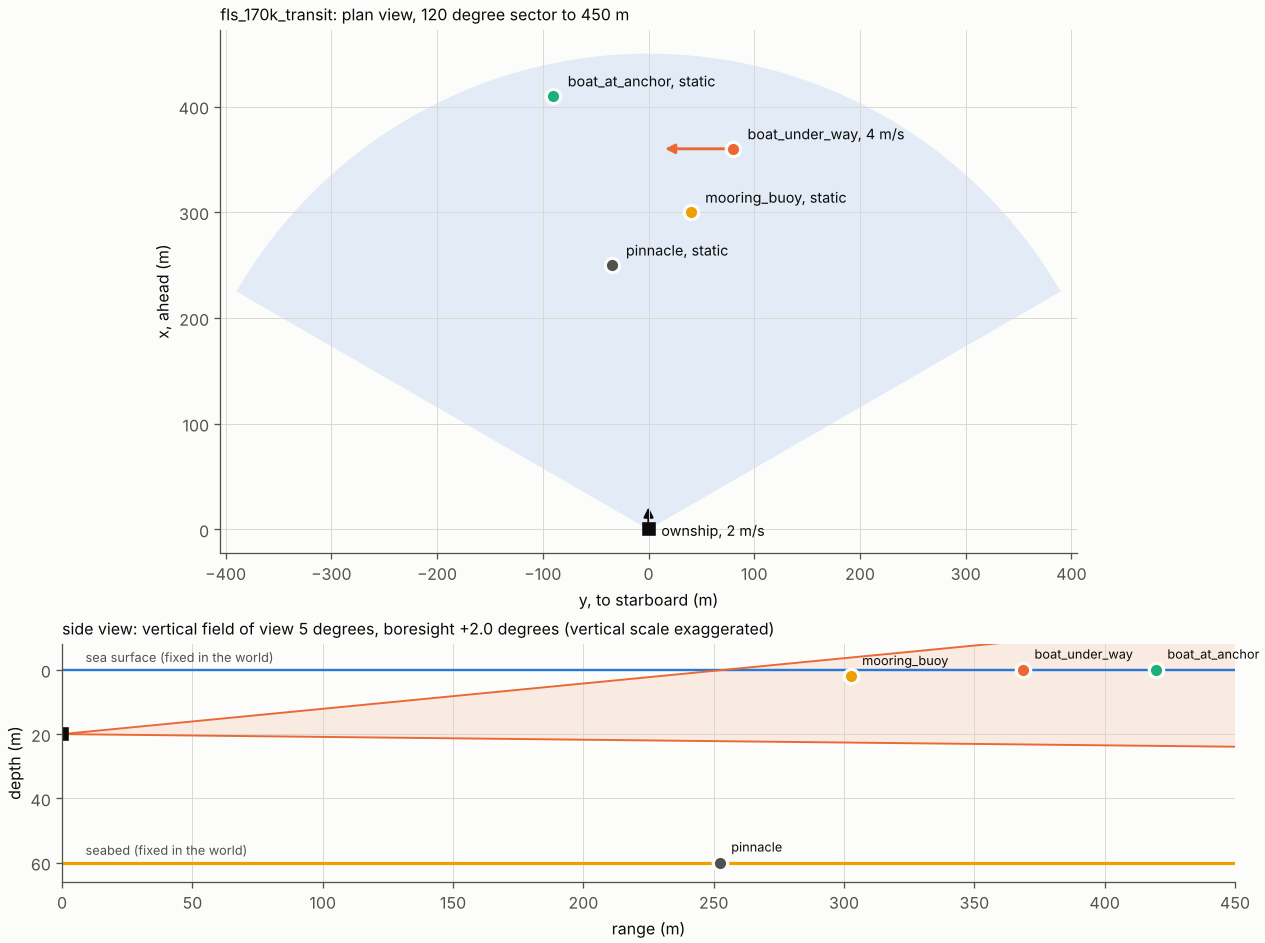 fls_170k_transit: plan view, 120 degree sector to 450 m
boat_at_anchor, static
400
boat_under_way, 4 m/s
mooring_buoy, static
300
pinnacle, static
x, ahead (m)
200
100
0
ownship, 2 m/s
−400 −300 −200 −100 0 100 200 300 400
y, to starboard (m)
side view: vertical field of view 5 degrees, boresight +2.0 degrees (vertical scale exaggerated)
sea surface (fixed in the world)
mooring_buoy
boat_under_way
boat_at_anchor
0
20
depth (m)
40
seabed (fixed in the world)
pinnacle
60
0 50 100 150 200 250 300 350 400 450
range (m)